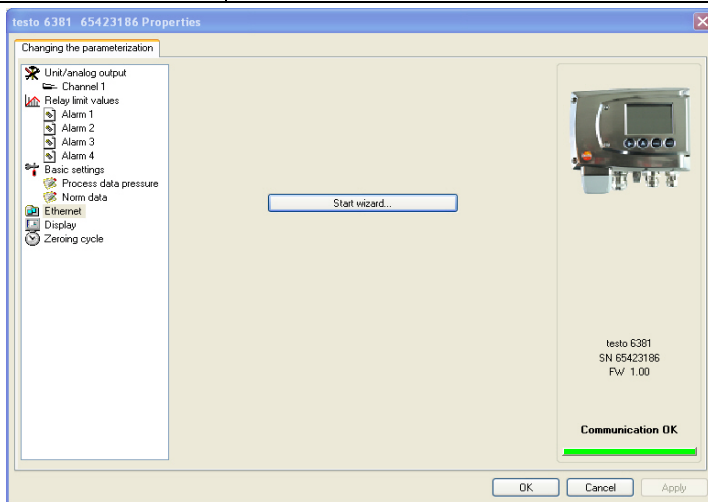 testo 6381 65423186 Properties
Changing the parameterization
Unit/analog output
Channel 1
Relay limit values
Alarm 1
Alarm 2
Alarm 3
Alarm 4
Basic settings
Process data pressure
Norm data
Ethernet
Display
Zeroing cycle
Start wizard...
testo 6381
SN 65423186
FW 1.00
Communication OK
OK
Cancel
Apply